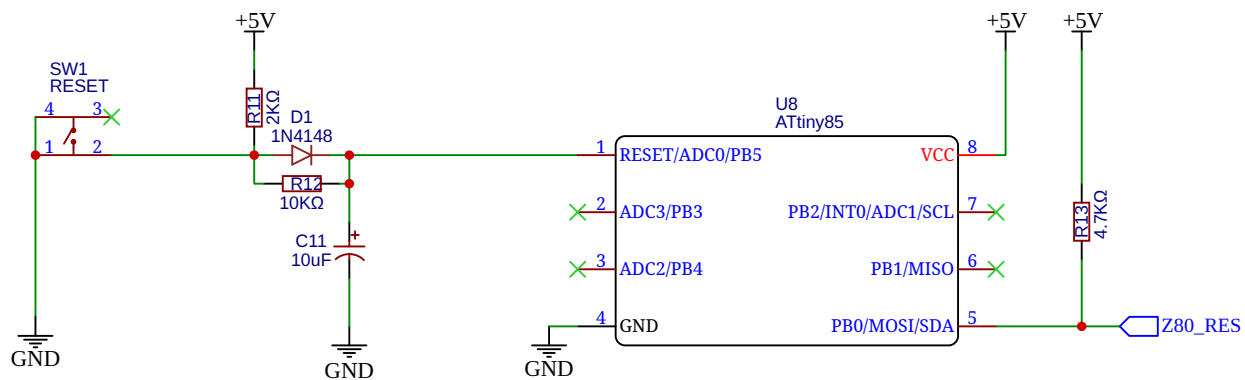 +5V
+5V
+5V
SW1
RESET
4
3
1
2
R11
2KΩ
D1
1N4148
R12
10KΩ
C11
10uF
+
GND
GND
GND
U8
ATtiny85
1
RESET/ADC0/PB5
2
ADC3/PB3
3
ADC2/PB4
4
GND
VCC
8
PB2/INT0/ADC1/SCL
7
PB1/MISO
6
PB0/MOSI/SDA
5
R13
4.7KΩ
Z80_RES